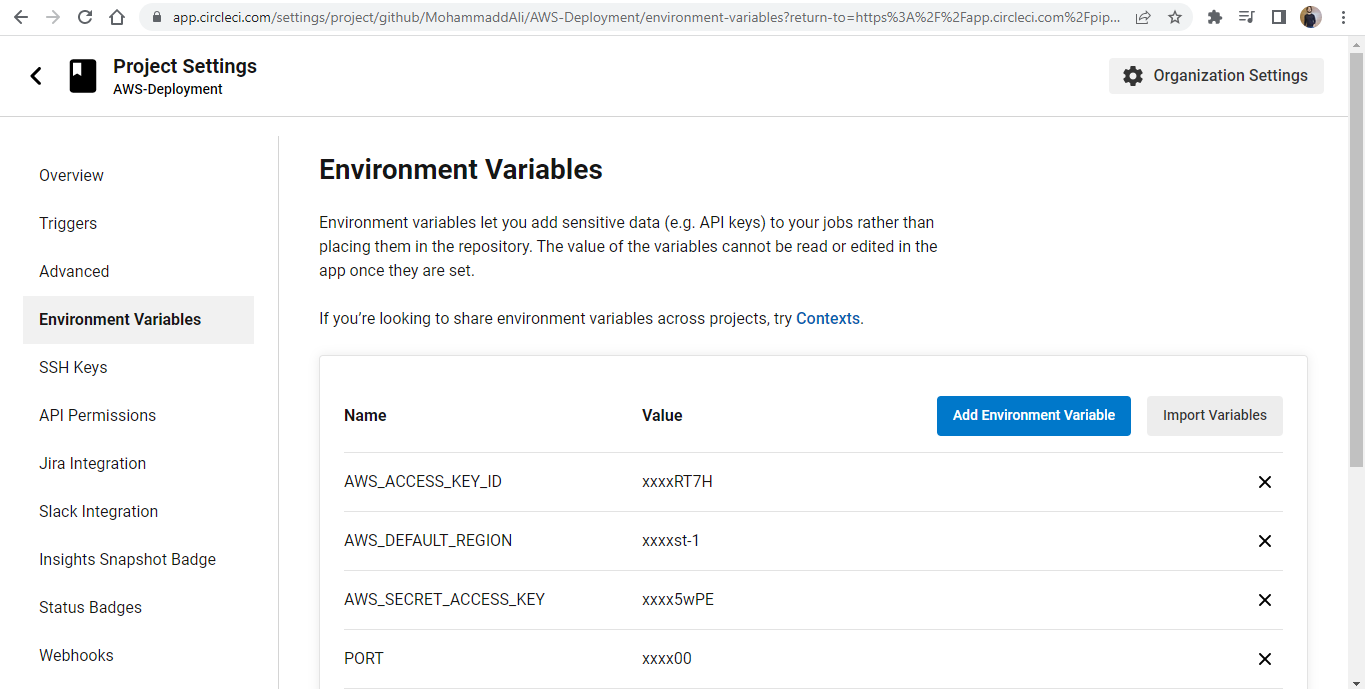 app.circleci.com/settings/project/github/MohammaddAli/AWS-Deployment/environment-variables?return-to=https%3A%2F%2Fapp.circleci.com%2Fpip...
Project Settings
AWS-Deployment
Organization Settings
Overview
Triggers
Advanced
Environment Variables
SSH Keys
API Permissions
Jira Integration
Slack Integration
Insights Snapshot Badge
Status Badges
Webhooks
Environment Variables
Environment variables let you add sensitive data (e.g. API keys) to your jobs rather than
placing them in the repository. The value of the variables cannot be read or edited in the
app once they are set.
If you’re looking to share environment variables across projects, try Contexts.
Name Value Add Environment Variable Import Variables
AWS_ACCESS_KEY_ID xxxxRT7H
AWS_DEFAULT_REGION xxxxst-1
AWS_SECRET_ACCESS_KEY xxxx5wPE
PORT xxxx00